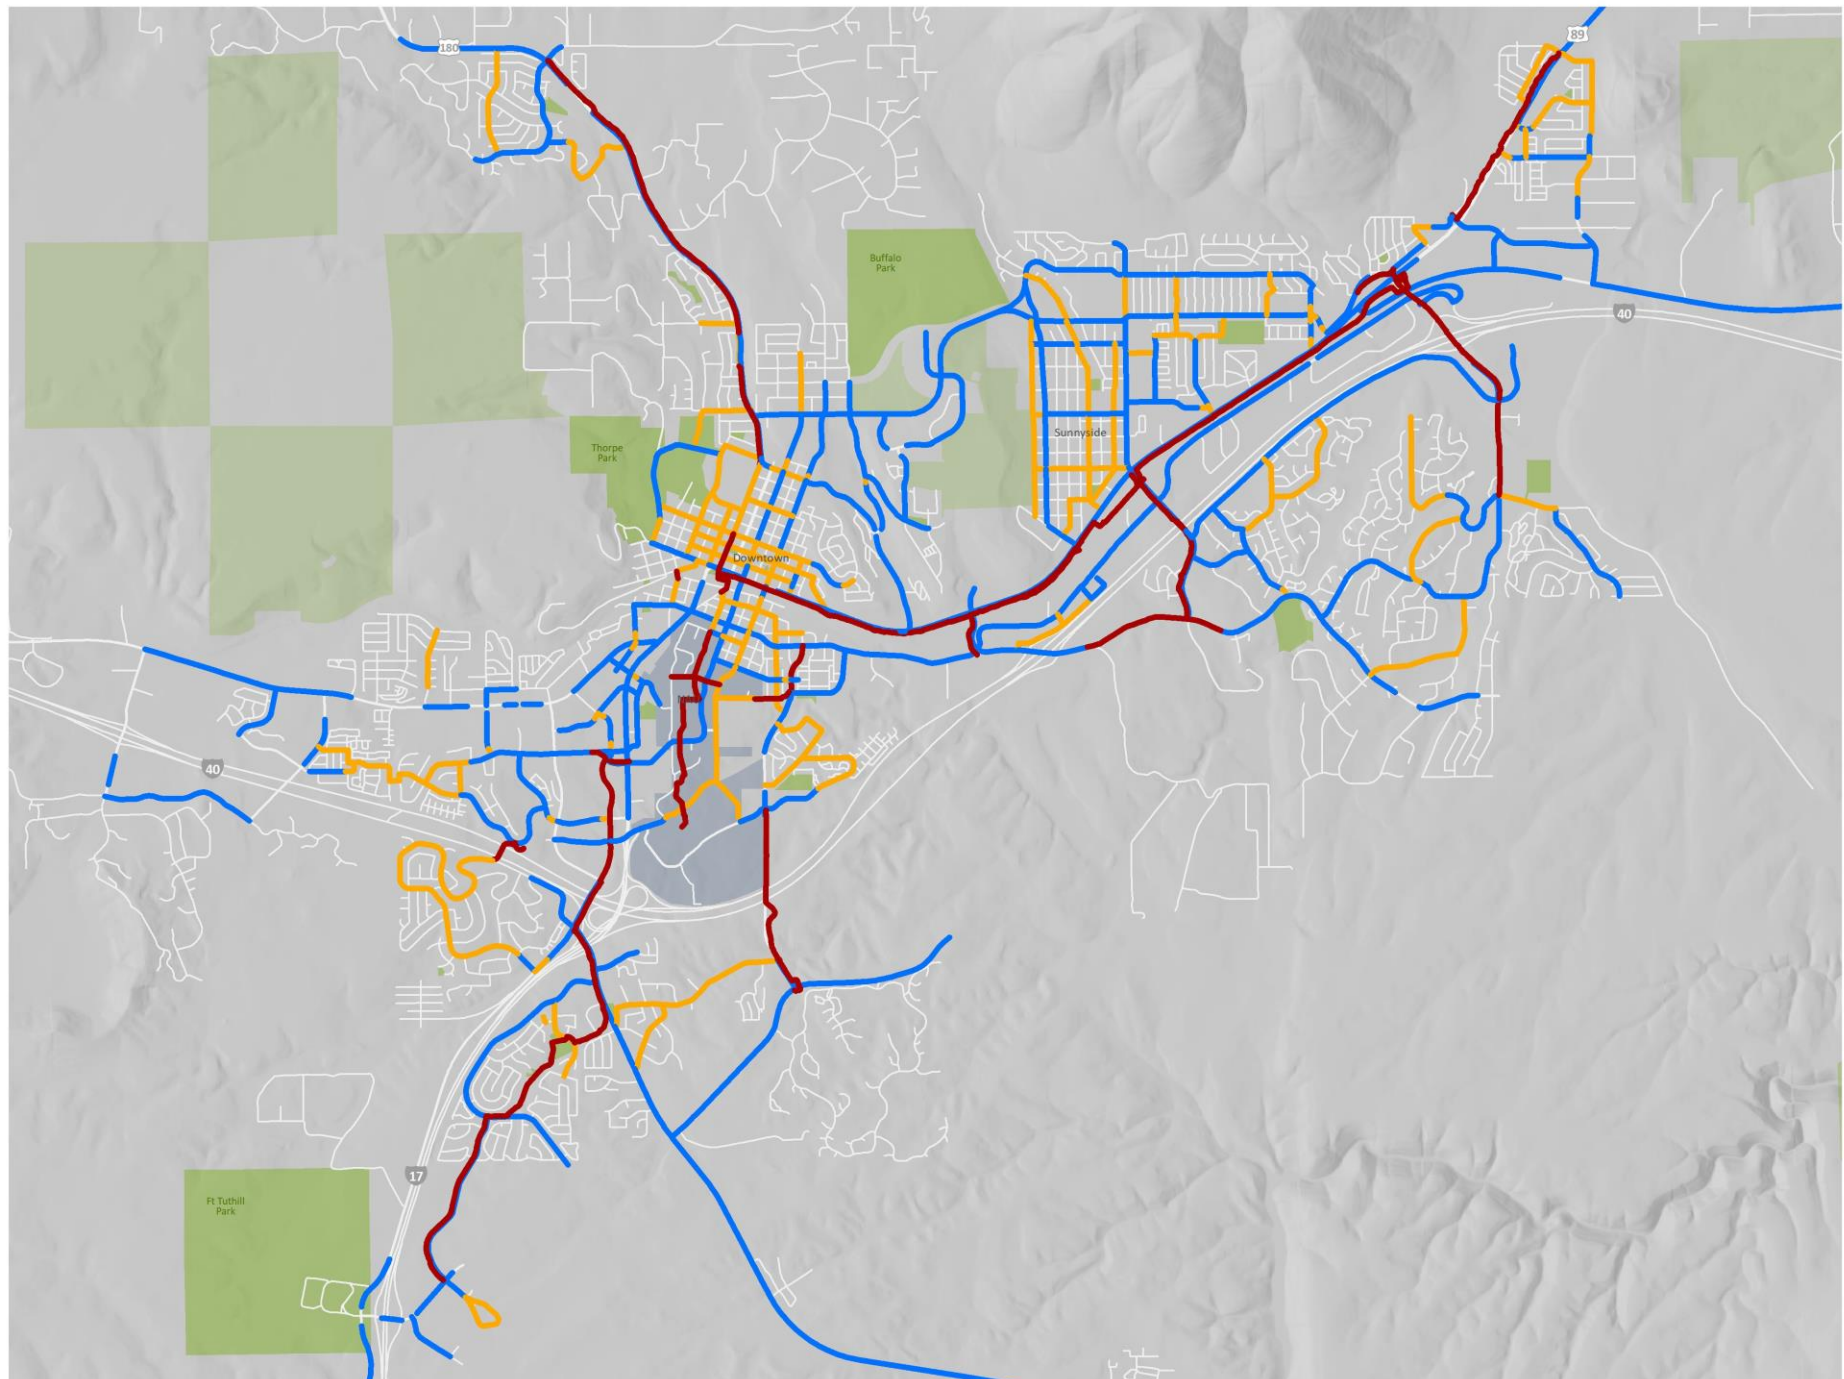 180
89
Buffalo
Park
40
Sunnyside
Thorpe
Park
Downtown
40
17
Ft Tuthill
Park